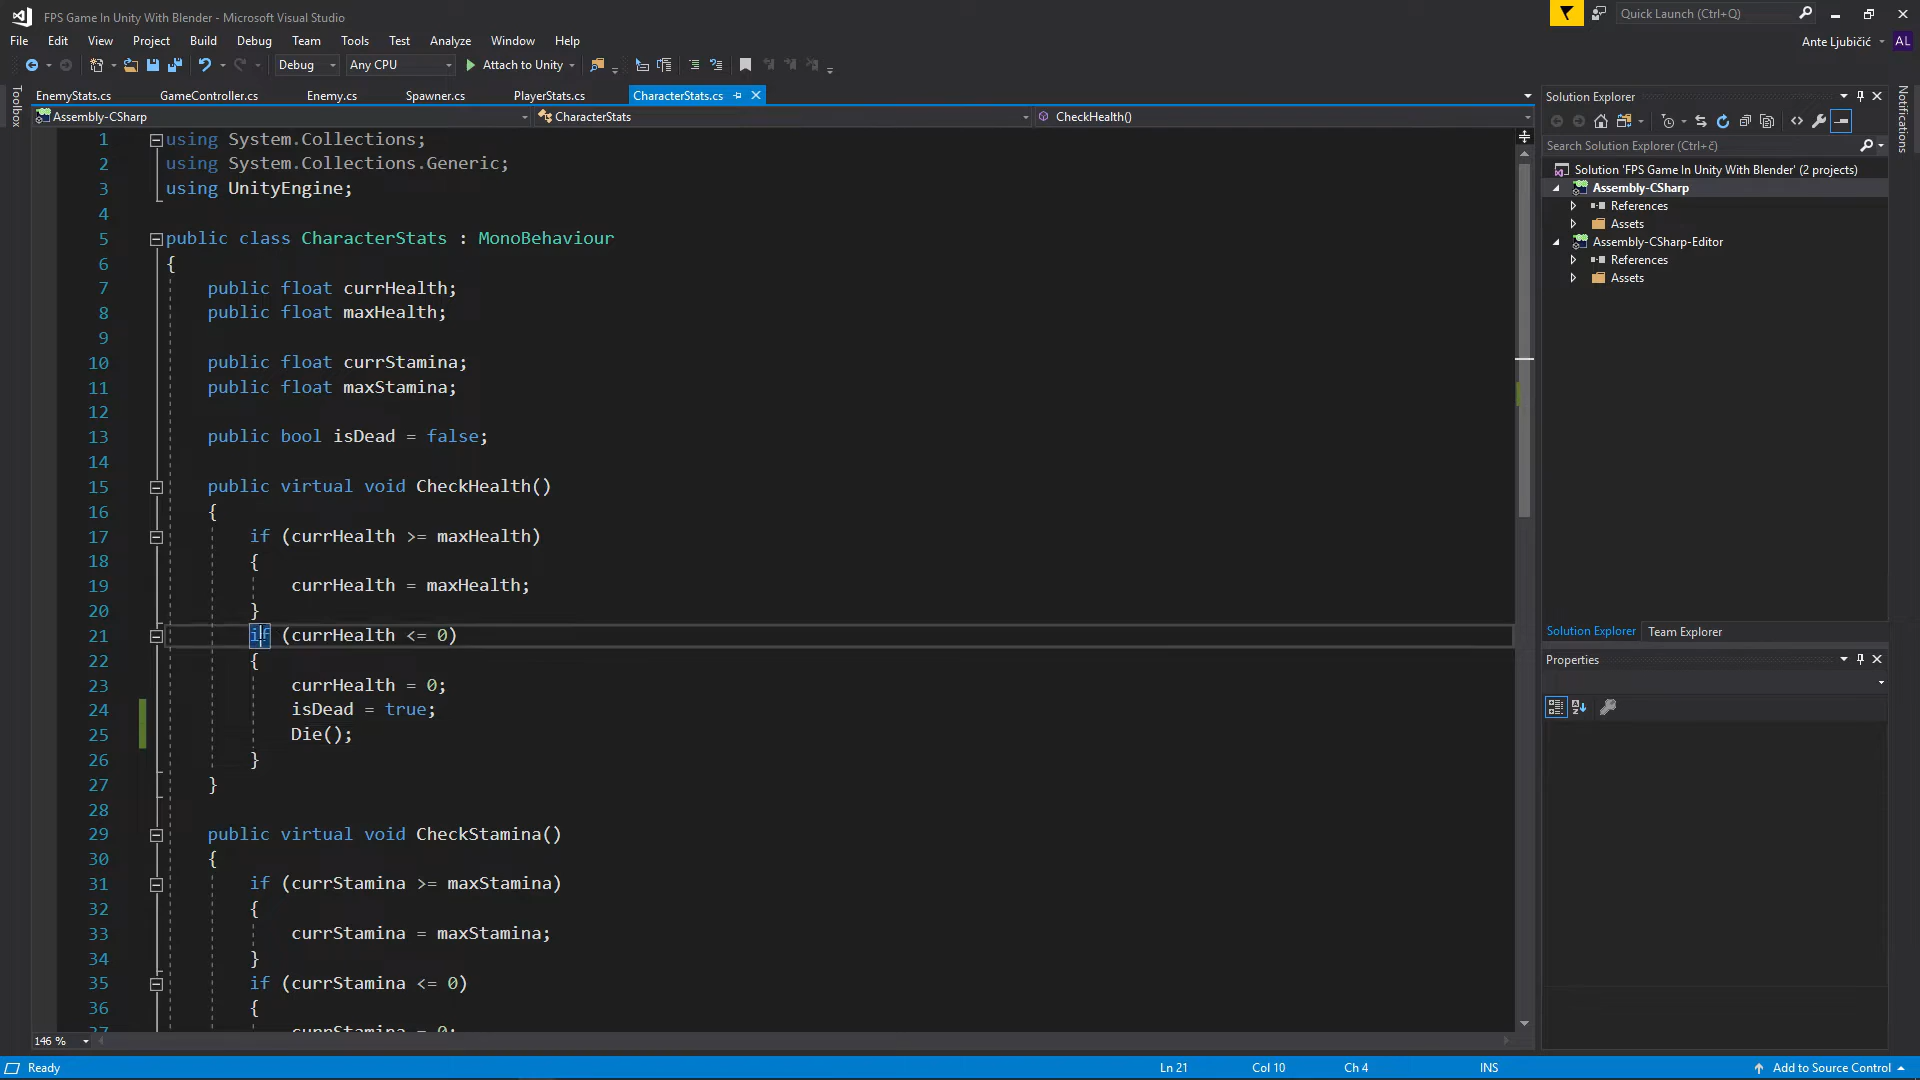 FPS Game In Unity With Blender - Microsoft Visual Studio
Quick Launch (Ctrl+Q)
File Edit View Project Build Debug Team Tools Test Analyze Window Help
Ante Ljubičić AL
Debug Any CPU Attach to Unity
Toolbox
EnemyStats.cs GameController.cs Enemy.cs Spawner.cs PlayerStats.cs CharacterStats.cs
Assembly-CSharp CharacterStats CheckHealth()
1 using System.Collections;
2 using System.Collections.Generic;
3 using UnityEngine;
4
5 public class CharacterStats : MonoBehaviour
6 {
7 public float currHealth;
8 public float maxHealth;
9
10 public float currStamina;
11 public float maxStamina;
12
13 public bool isDead = false;
14
15 public virtual void CheckHealth()
16 {
17 if (currHealth >= maxHealth)
18 {
19 currHealth = maxHealth;
20 }
21 if (currHealth <= 0)
22 {
23 currHealth = 0;
24 isDead = true;
25 Die();
26 }
27 }
28
29 public virtual void CheckStamina()
30 {
31 if (currStamina >= maxStamina)
32 {
33 currStamina = maxStamina;
34 }
35 if (currStamina <= 0)
36 {
37 currStamina = 0;
146 %
Solution Explorer
Search Solution Explorer (Ctrl+č)
Solution 'FPS Game In Unity With Blender' (2 projects)
Assembly-CSharp
References
Assets
Assembly-CSharp-Editor
References
Assets
Solution Explorer Team Explorer
Properties
Notifications
Ready Ln 21 Col 10 Ch 4 INS Add to Source Control